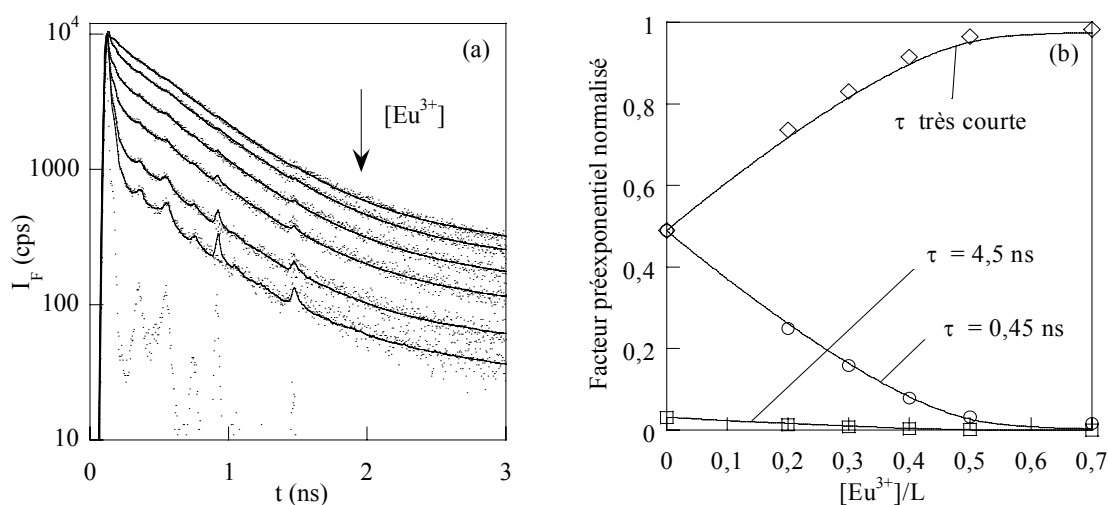 (a)
10⁴
1000
100
10
I_F (cps)
[Eu³⁺]
0
1
2
3
t (ns)
(b)
1
0,8
0,6
0,4
0,2
0
Facteur préexponentiel normalisé
τ très courte
τ = 4,5 ns
τ = 0,45 ns
0
0,1
0,2
0,3
0,4
0,5
0,6
0,7
[Eu³⁺]/L